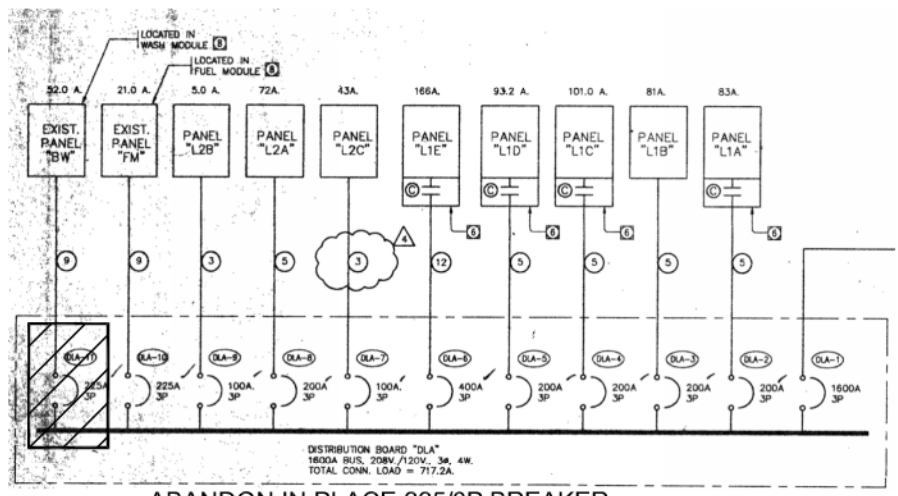 LOCATED IN
WASH MODULE 8
LOCATED IN
FUEL MODULE 8
52.0 A.
21.0 A.
5.0 A.
72A.
43A.
166A.
93.2 A.
101.0 A.
81A.
83A.
EXIST.
PANEL
"BW"
EXIST.
PANEL
"FM"
PANEL
"L2B"
PANEL
"L2A"
PANEL
"L2C"
PANEL
"L1E"
PANEL
"L1D"
PANEL
"L1C"
PANEL
"L1B"
PANEL
"L1A"
C
C
C
C
6
6
6
6
4
9
9
3
5
3
12
5
5
5
5
DLA-11
DLA-10
DLA-9
DLA-8
DLA-7
DLA-6
DLA-5
DLA-4
DLA-3
DLA-2
DLA-1
225A
3P
225A
3P
100A.
3P
200A
3P
100A.
3P
400A
3P
200A
3P
200A
3P
200A
3P
200A
3P
1600A
3P
DISTRIBUTION BOARD "DLA"
1600A BUS, 208V./120V., 3ø, 4W.
TOTAL CONN. LOAD = 717.2A.
ABANDON IN PLACE 225/3P BREAKER